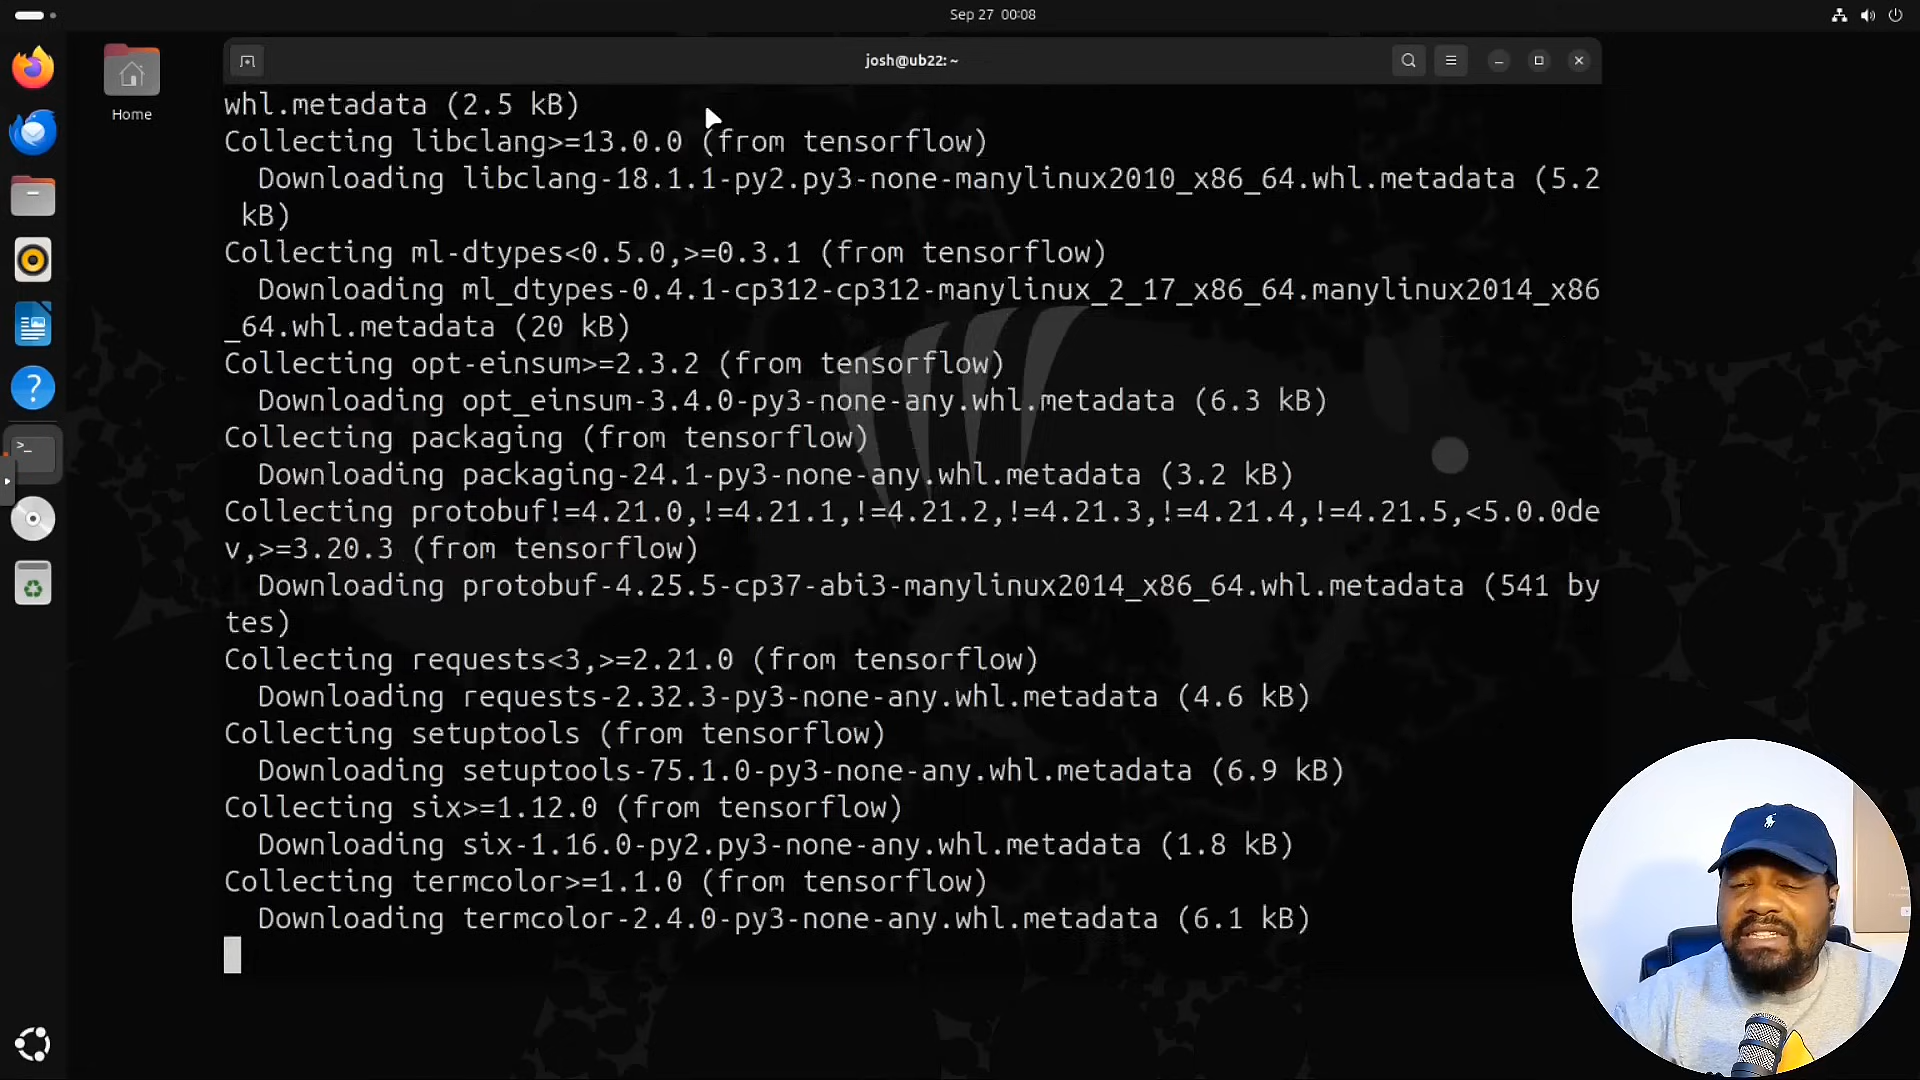 Sep 27 00:08
Home
josh@ub22: ~
whl.metadata (2.5 kB)
Collecting libclang>=13.0.0 (from tensorflow)
  Downloading libclang-18.1.1-py2.py3-none-manylinux2010_x86_64.whl.metadata (5.2
 kB)
Collecting ml-dtypes<0.5.0,>=0.3.1 (from tensorflow)
  Downloading ml_dtypes-0.4.1-cp312-cp312-manylinux_2_17_x86_64.manylinux2014_x86
_64.whl.metadata (20 kB)
Collecting opt-einsum>=2.3.2 (from tensorflow)
  Downloading opt_einsum-3.4.0-py3-none-any.whl.metadata (6.3 kB)
Collecting packaging (from tensorflow)
  Downloading packaging-24.1-py3-none-any.whl.metadata (3.2 kB)
Collecting protobuf!=4.21.0,!=4.21.1,!=4.21.2,!=4.21.3,!=4.21.4,!=4.21.5,<5.0.0de
v,>=3.20.3 (from tensorflow)
  Downloading protobuf-4.25.5-cp37-abi3-manylinux2014_x86_64.whl.metadata (541 by
tes)
Collecting requests<3,>=2.21.0 (from tensorflow)
  Downloading requests-2.32.3-py3-none-any.whl.metadata (4.6 kB)
Collecting setuptools (from tensorflow)
  Downloading setuptools-75.1.0-py3-none-any.whl.metadata (6.9 kB)
Collecting six>=1.12.0 (from tensorflow)
  Downloading six-1.16.0-py2.py3-none-any.whl.metadata (1.8 kB)
Collecting termcolor>=1.1.0 (from tensorflow)
  Downloading termcolor-2.4.0-py3-none-any.whl.metadata (6.1 kB)